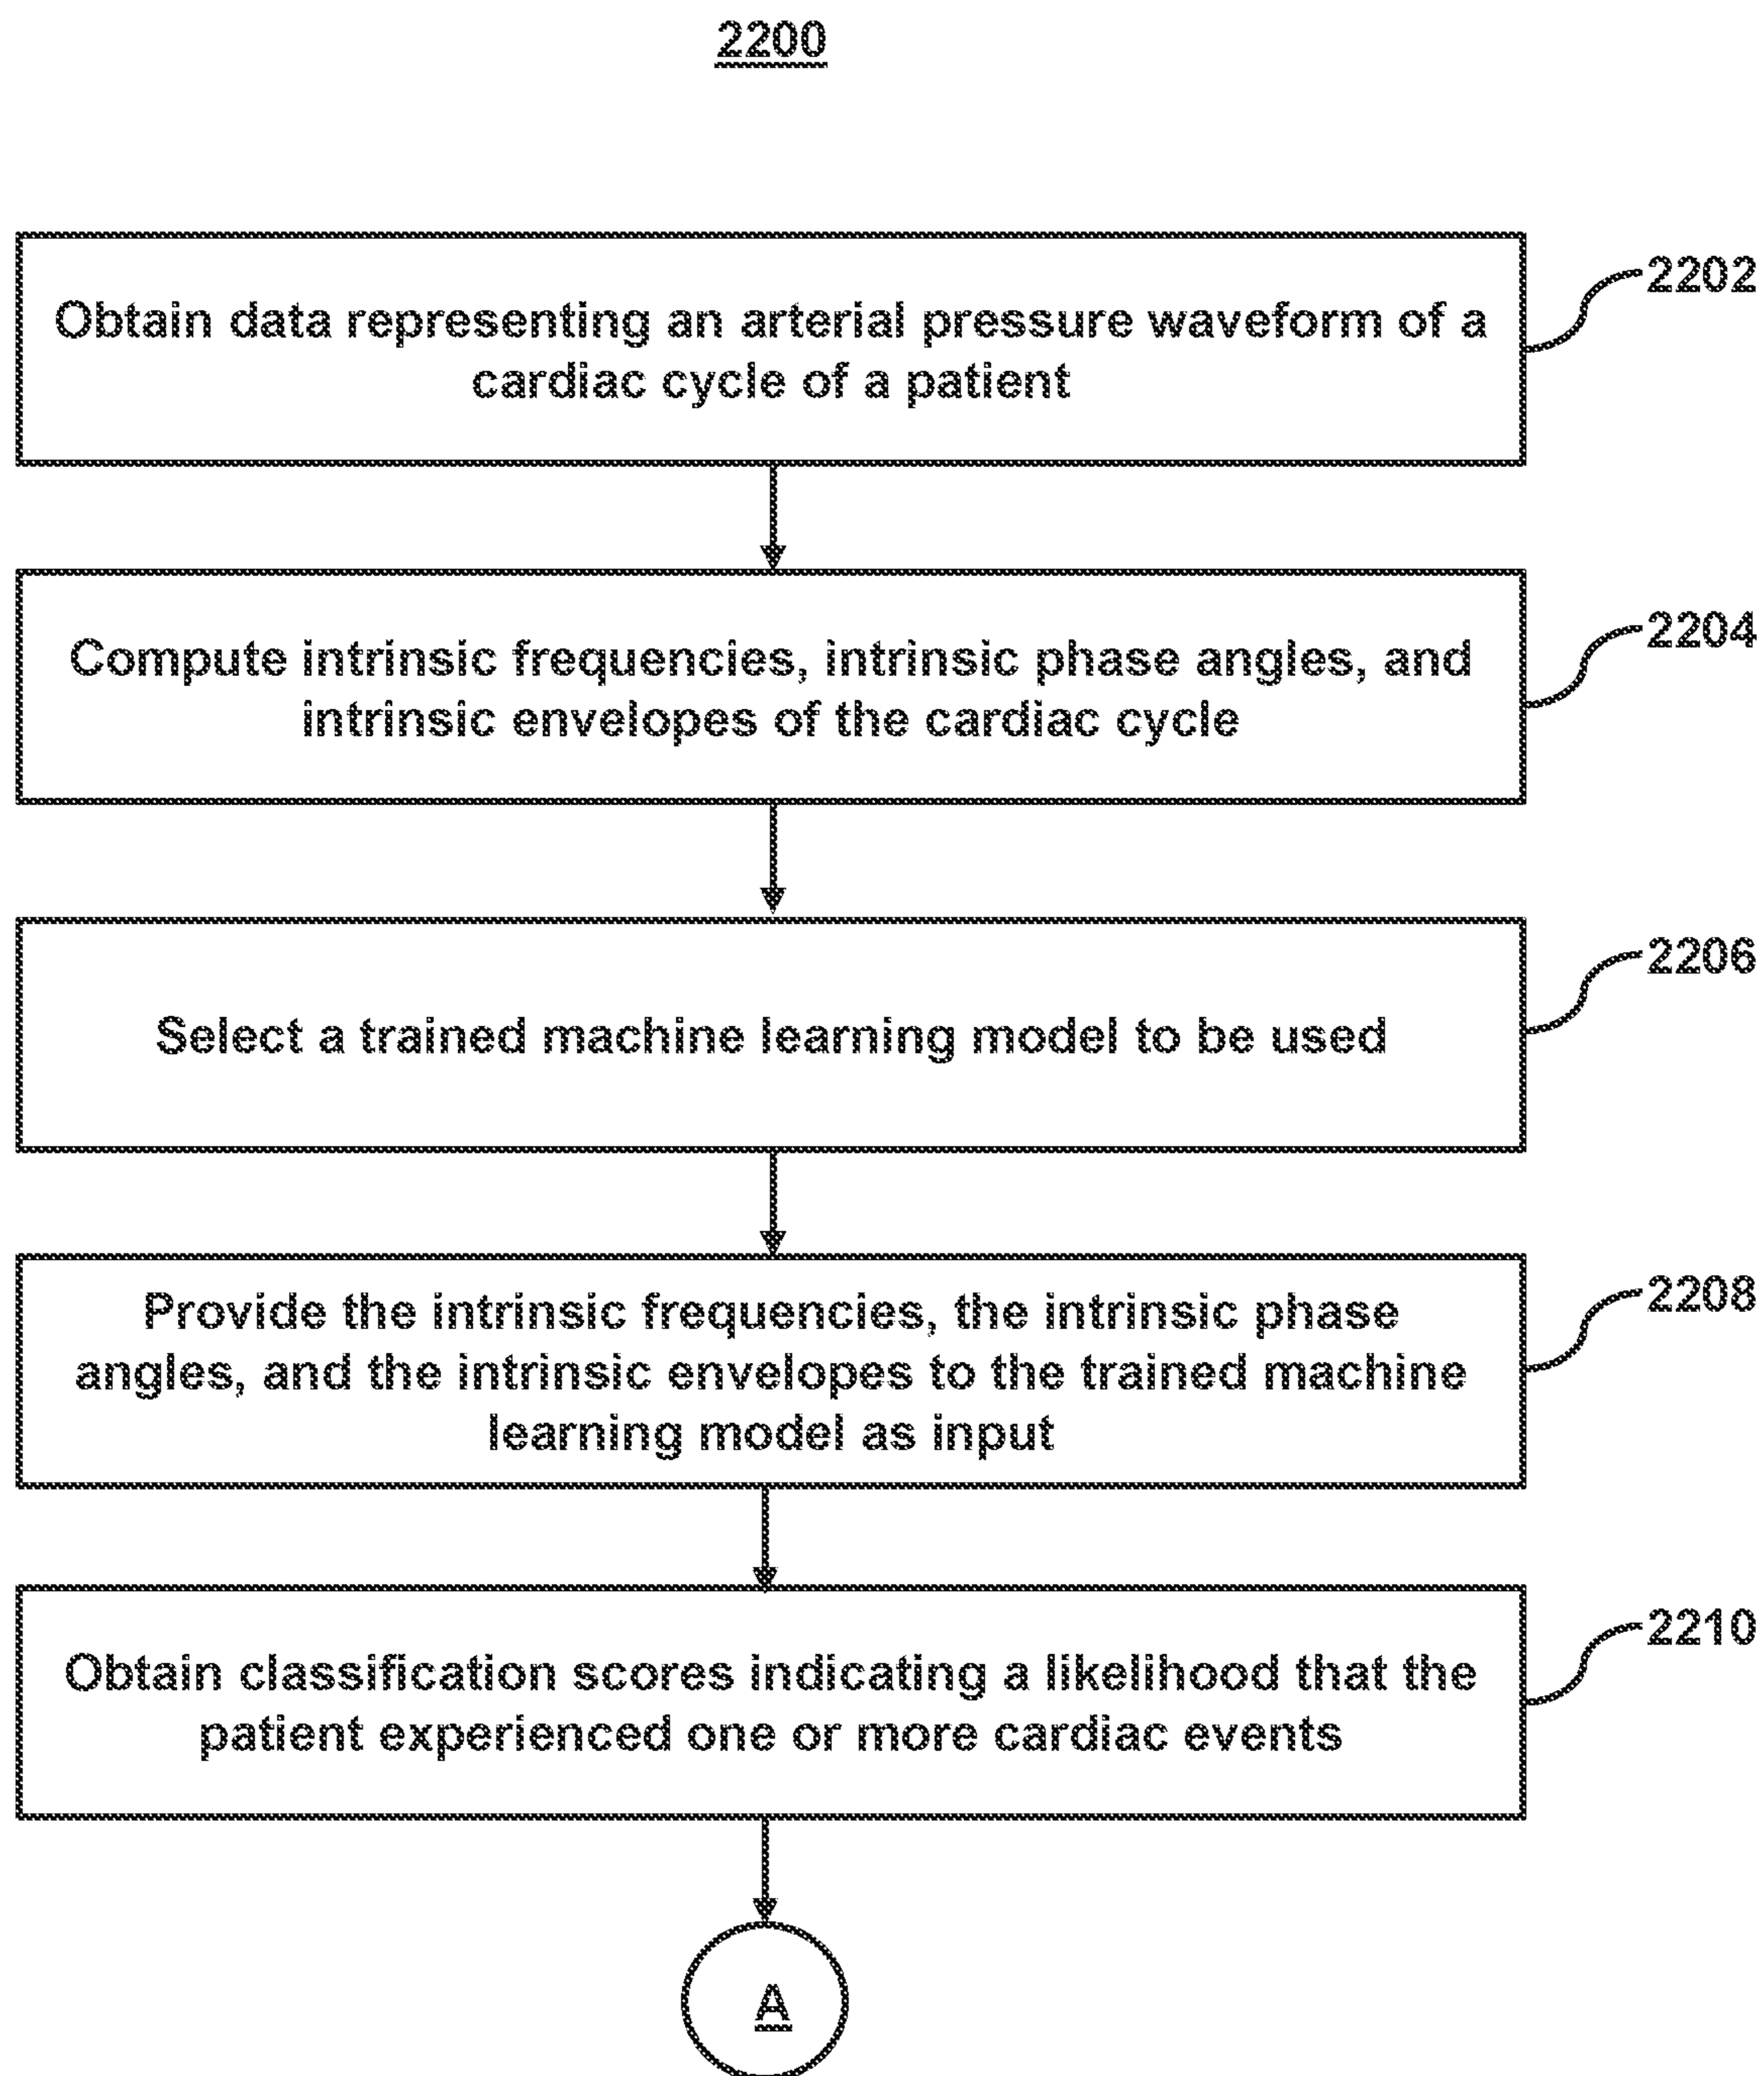 2200
Obtain data representing an arterial pressure waveform of a
cardiac cycle of a patient
2202
Compute intrinsic frequencies, intrinsic phase angles, and
intrinsic envelopes of the cardiac cycle
2204
Select a trained machine learning model to be used
2206
Provide the intrinsic frequencies, the intrinsic phase
angles, and the intrinsic envelopes to the trained machine
learning model as input
2208
Obtain classification scores indicating a likelihood that the
patient experienced one or more cardiac events
2210
A